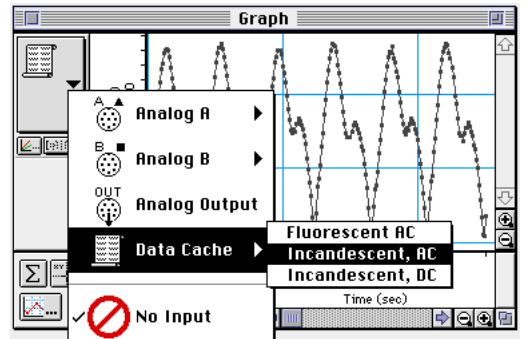 Graph
A
Analog A
B
Analog B
OUT
Analog Output
Data Cache
Fluorescent AC
Incandescent, AC
Incandescent, DC
No Input
Time (sec)
Σ